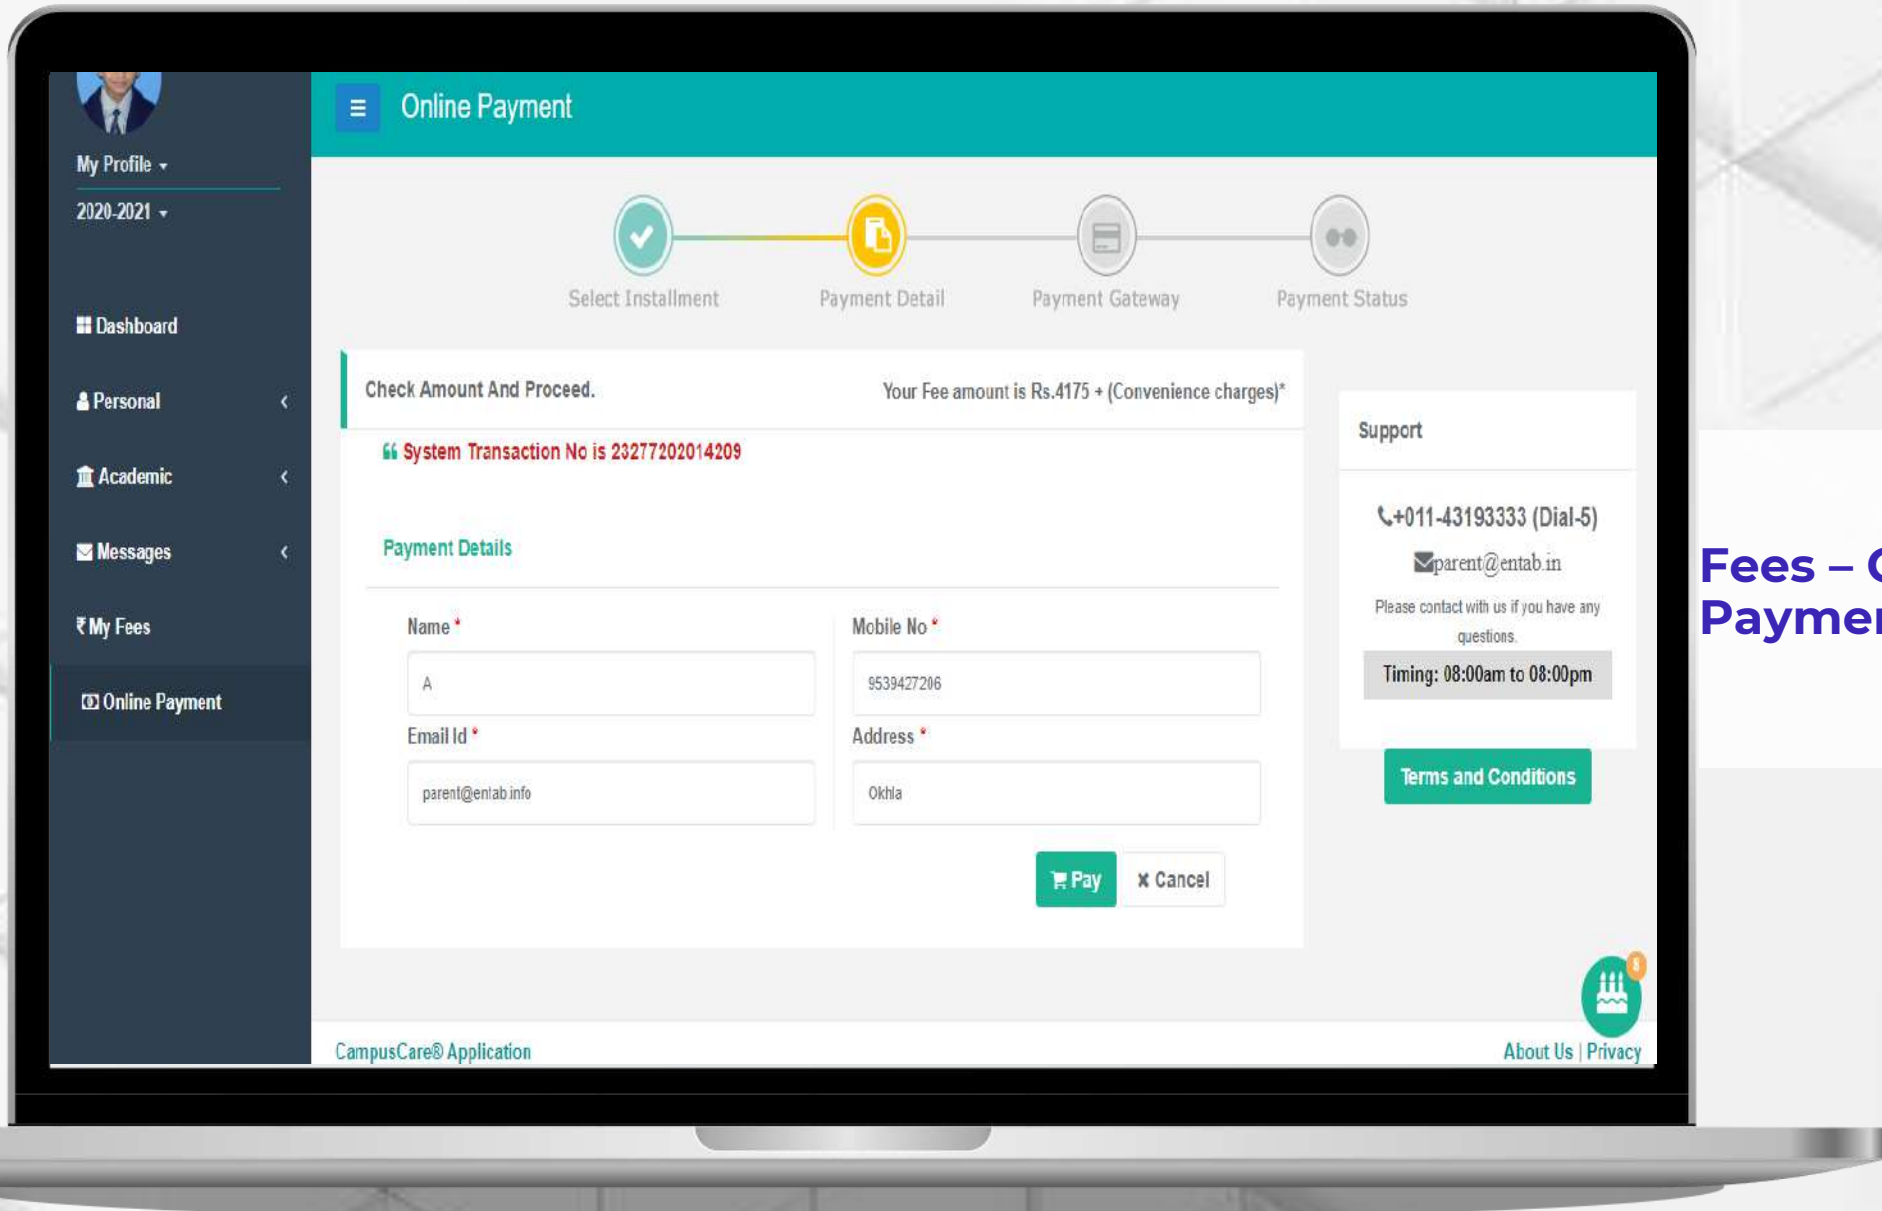 Online Payment
My Profile
2020-2021
Select Installment
Payment Detail
Payment Gateway
Payment Status
Dashboard
Personal
Academic
Messages
₹ My Fees
Online Payment
Check Amount And Proceed.
Your Fee amount is Rs.4175 + (Convenience charges)*
System Transaction No is 23277202014209
Payment Details
Name *
A
Mobile No *
9539427206
Email Id *
parent@entab.info
Address *
Okhla
Pay
Cancel
Support
+011-43193333 (Dial-5)
parent@entab.in
Please contact with us if you have any
questions.
Timing: 08:00am to 08:00pm
Terms and Conditions
CampusCare® Application
About Us | Privacy
Fees –